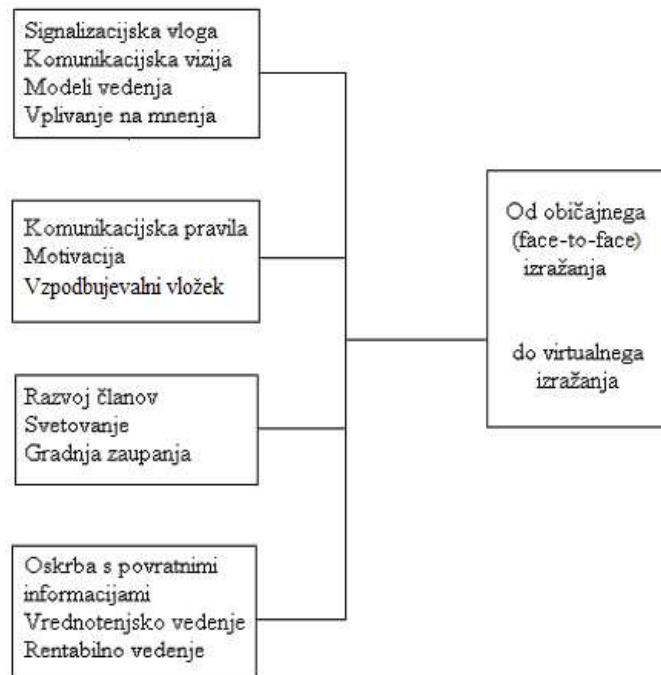 Signalizacijska vloga
Komunikacijska vizija
Modeli vedenja
Vplivanje na mnenja
Komunikacijska pravila
Motivacija
Vzpodbujevalni vložek
Razvoj članov
Svetovanje
Gradnja zaupanja
Oskrba s povratnimi
informacijami
Vrednotenjsko vedenje
Rentabilno vedenje
Od običajnega
(face-to-face)
izražanja
do virtualnega
izražanja